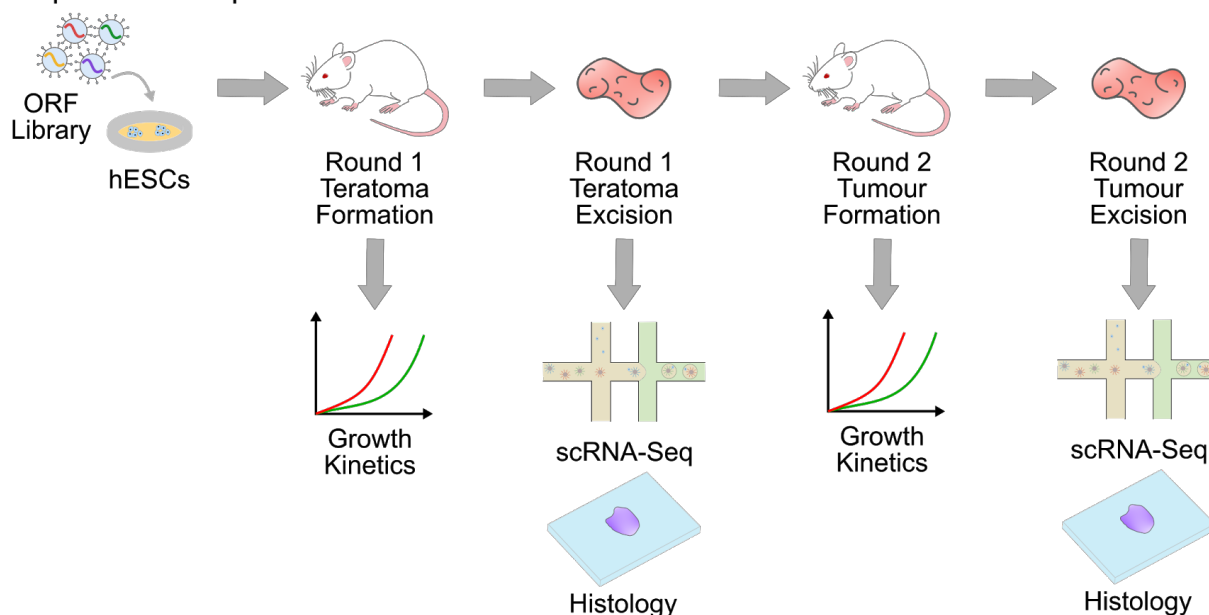 ORF
Library
hESCs
Round 1
Teratoma
Formation
Round 1
Teratoma
Excision
Round 2
Tumour
Formation
Round 2
Tumour
Excision
Growth
Kinetics
scRNA-Seq
Histology
Growth
Kinetics
scRNA-Seq
Histology